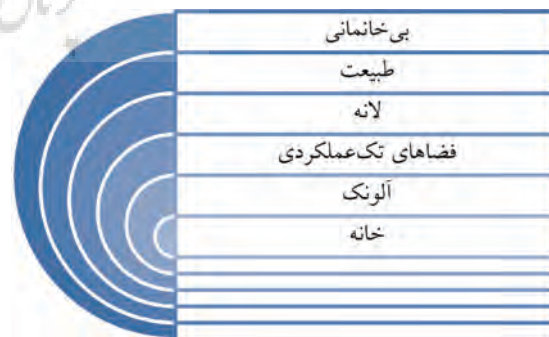 بی‌خانمانی
طبیعت
لانه
فضاهای تک‌عملکردی
آلونک
خانه